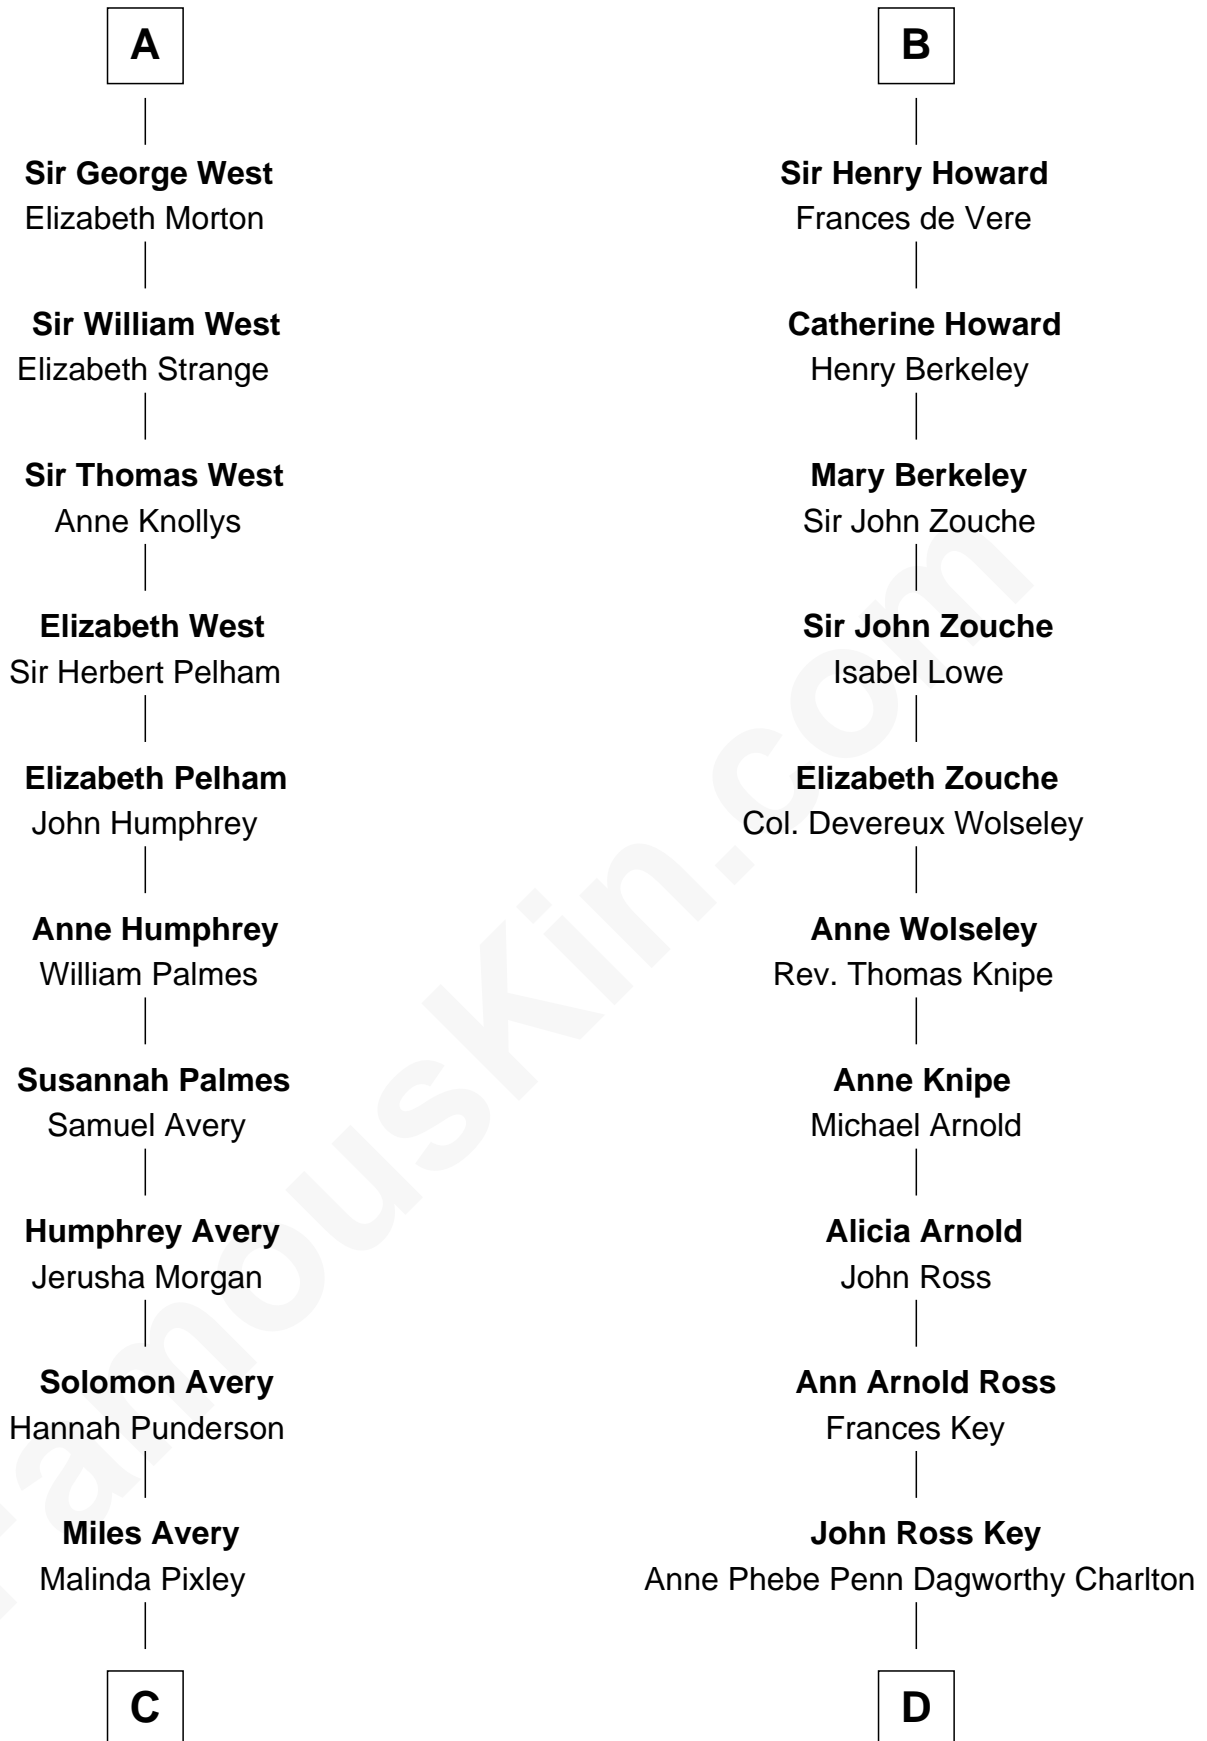 A
Sir George West
Elizabeth Morton
Sir William West
Elizabeth Strange
Sir Thomas West
Anne Knollys
Elizabeth West
Sir Herbert Pelham
Elizabeth Pelham
John Humphrey
Anne Humphrey
William Palmes
Susannah Palmes
Samuel Avery
Humphrey Avery
Jerusha Morgan
Solomon Avery
Hannah Punderson
Miles Avery
Malinda Pixley
C
B
Sir Henry Howard
Frances de Vere
Catherine Howard
Henry Berkeley
Mary Berkeley
Sir John Zouche
Sir John Zouche
Isabel Lowe
Elizabeth Zouche
Col. Devereux Wolseley
Anne Wolseley
Rev. Thomas Knipe
Anne Knipe
Michael Arnold
Alicia Arnold
John Ross
Ann Arnold Ross
Frances Key
John Ross Key
Anne Phebe Penn Dagworthy Charlton
D
FamousKin.com